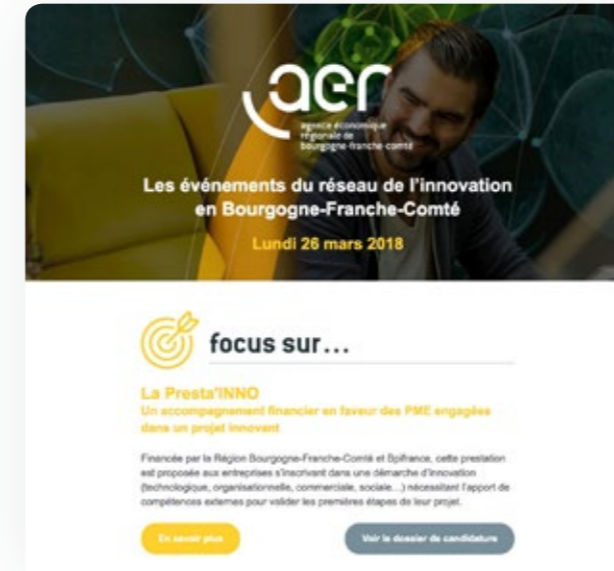 aer
agence économique
régionale de
bourgogne-franche-comté
Les événements du réseau de l'innovation
en Bourgogne-Franche-Comté
Lundi 26 mars 2018
focus sur...
La Presta'INNO
Un accompagnement financier en faveur des PME engagées
dans un projet innovant
Financée par la Région Bourgogne-Franche-Comté et Bpifrance, cette prestation
est proposée aux entreprises s'inscrivant dans une démarche d'innovation
(technologique, organisationnelle, commerciale, sociale...) nécessitant l'apport de
compétences externes pour valider les premières étapes de leur projet.
En savoir plus
Voir le dossier de candidature